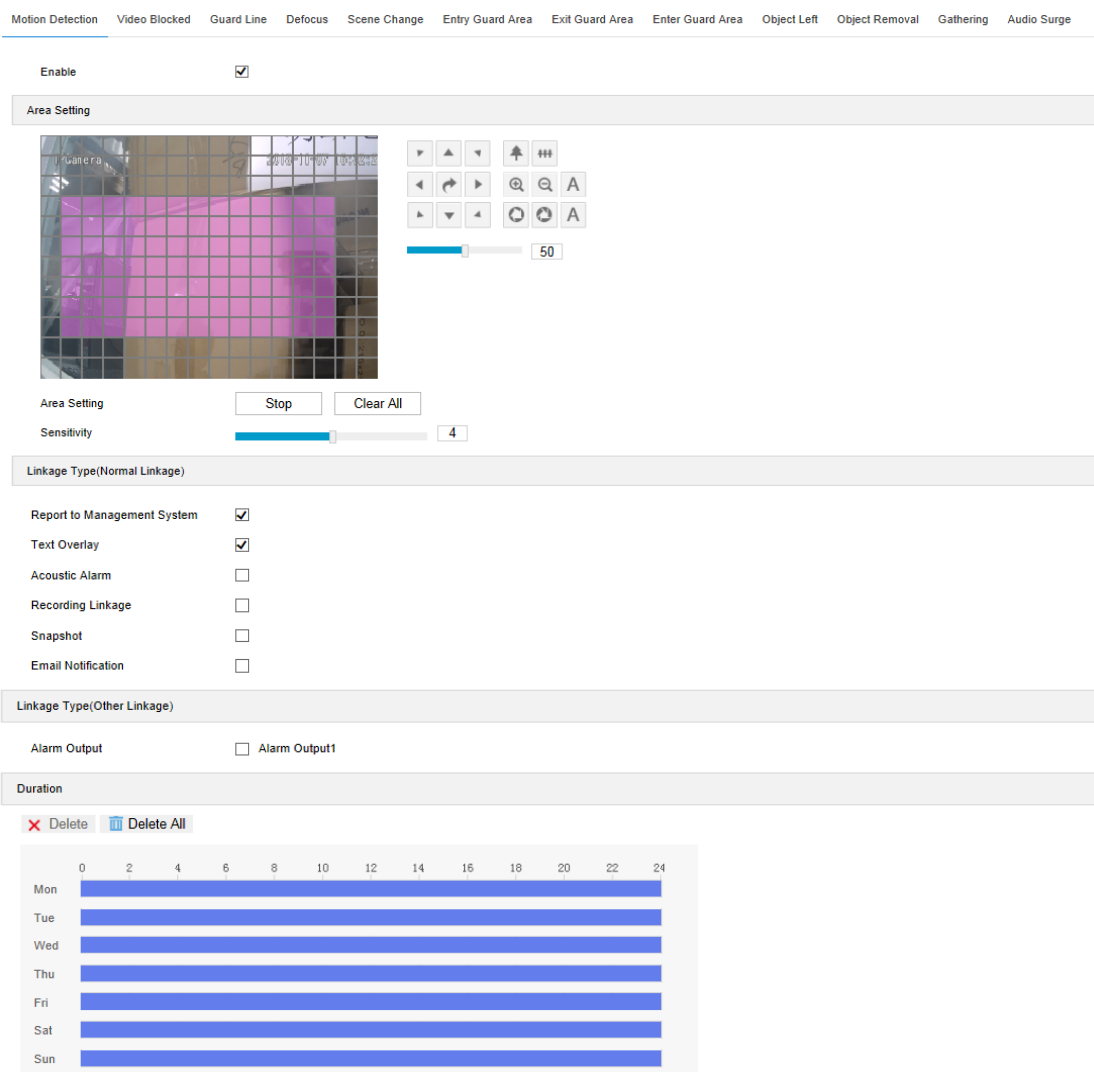 Motion Detection Video Blocked Guard Line Defocus Scene Change Entry Guard Area Exit Guard Area Enter Guard Area Object Left Object Removal Gathering Audio Surge
Enable
Area Setting
Camera
A
A
50
Area Setting Stop Clear All
Sensitivity 4
Linkage Type(Normal Linkage)
Report to Management System
Text Overlay
Acoustic Alarm
Recording Linkage
Snapshot
Email Notification
Linkage Type(Other Linkage)
Alarm Output Alarm Output1
Duration
Delete Delete All
0 2 4 6 8 10 12 14 16 18 20 22 24
Mon
Tue
Wed
Thu
Fri
Sat
Sun